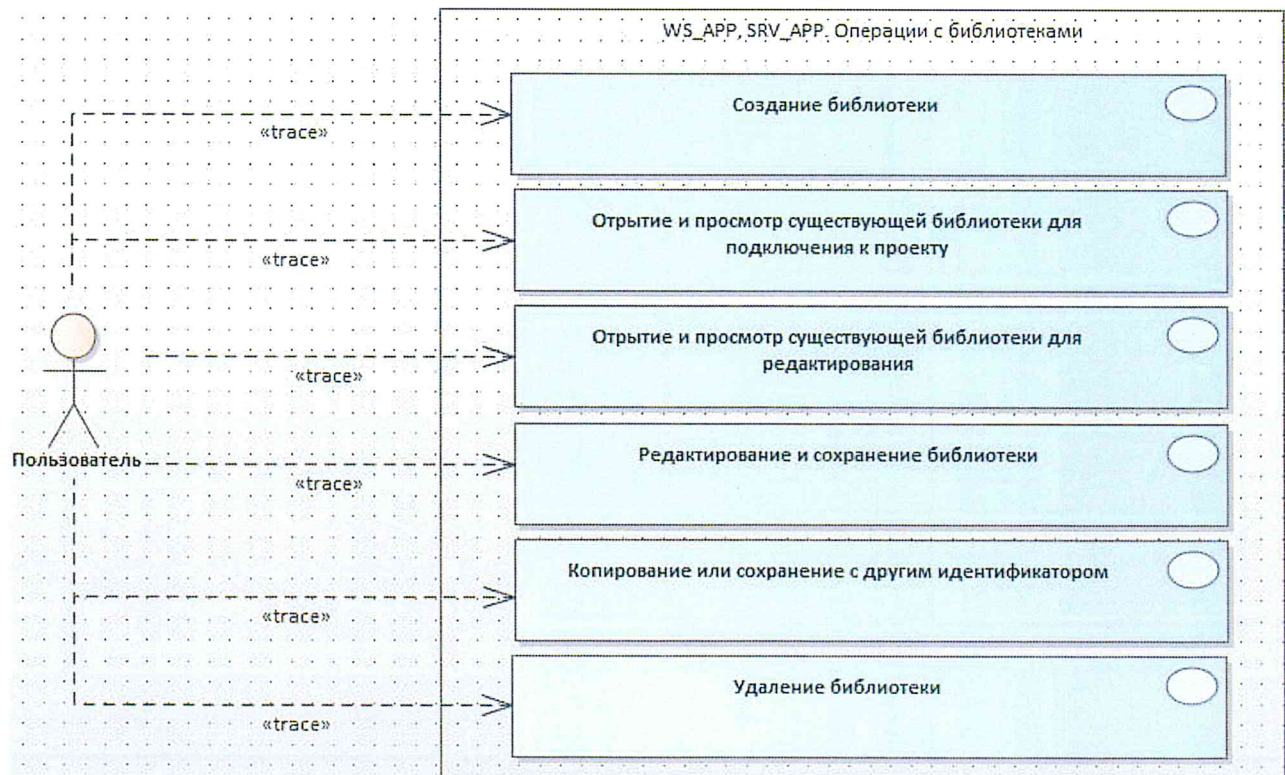 WS_APP, SRV_APP. Операции с библиотеками
Создание библиотеки
«trace»
Отрытие и просмотр существующей библиотеки для
подключения к проекту
«trace»
Отрытие и просмотр существующей библиотеки для
редактирования
«trace»
Пользователь
Редактирование и сохранение библиотеки
«trace»
Копирование или сохранение с другим идентификатором
«trace»
Удаление библиотеки
«trace»